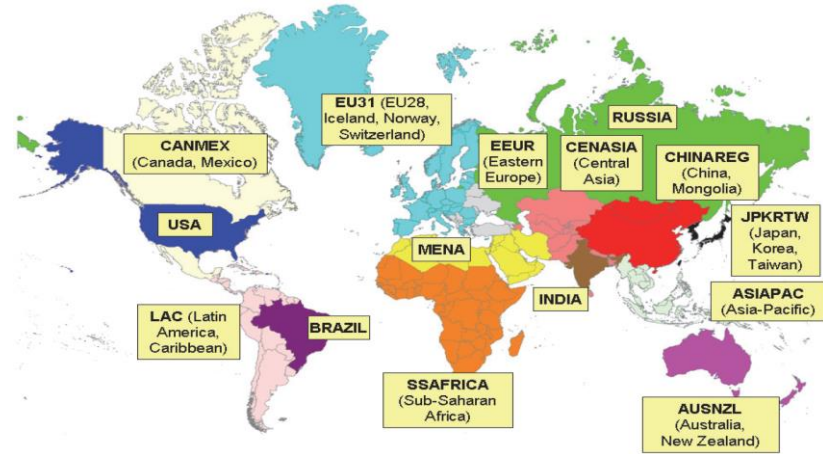 EU31 (EU28,
Iceland, Norway,
Switzerland)
RUSSIA
CANMEX
(Canada, Mexico)
EEUR
(Eastern
Europe)
CENASIA
(Central
Asia)
CHINAREG
(China,
Mongolia)
USA
JPKRTW
(Japan,
Korea,
Taiwan)
MENA
INDIA
ASIAPAC
(Asia-Pacific)
LAC (Latin
America,
Caribbean)
BRAZIL
SSAFRICA
(Sub-Saharan
Africa)
AUSNZL
(Australia,
New Zealand)